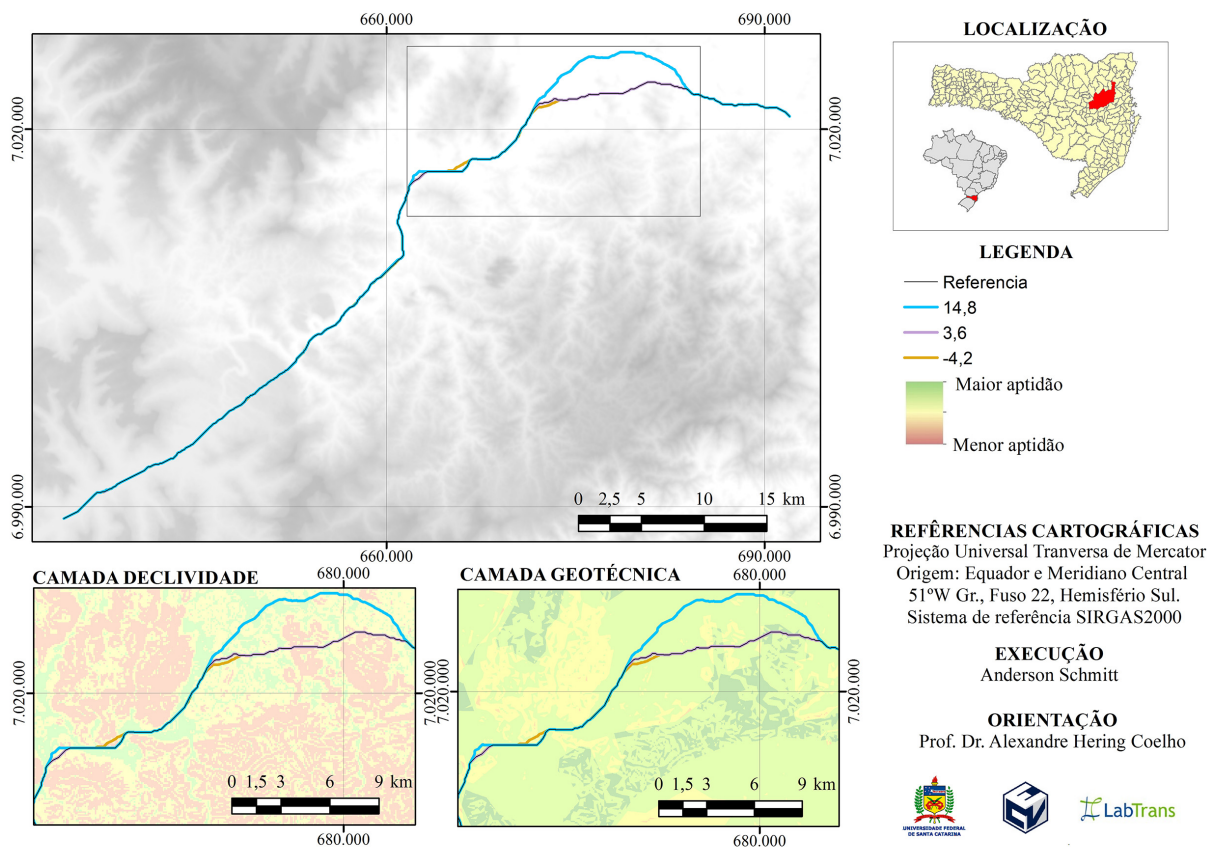 660.000
690.000
7.020.000
7.020.000
6.990.000
6.990.000
0 2,5 5 10 15 km
660.000
690.000
CAMADA DECLIVIDADE
680.000
7.020.000
0 1,5 3 6 9 km
680.000
CAMADA GEOTÉCNICA
680.000
7.020.000
7.020.000
0 1,5 3 6 9 km
680.000
LOCALIZAÇÃO
LEGENDA
Referencia
14,8
3,6
-4,2
Maior aptidão
Menor aptidão
REFÊRENCIAS CARTOGRÁFICAS
Projeção Universal Tranversa de Mercator
Origem: Equador e Meridiano Central
51ºW Gr., Fuso 22, Hemisfério Sul.
Sistema de referência SIRGAS2000
EXECUÇÃO
Anderson Schmitt
ORIENTAÇÃO
Prof. Dr. Alexandre Hering Coelho
UNIVERSIDADE FEDERAL
DE SANTA CATARINA
LabTrans